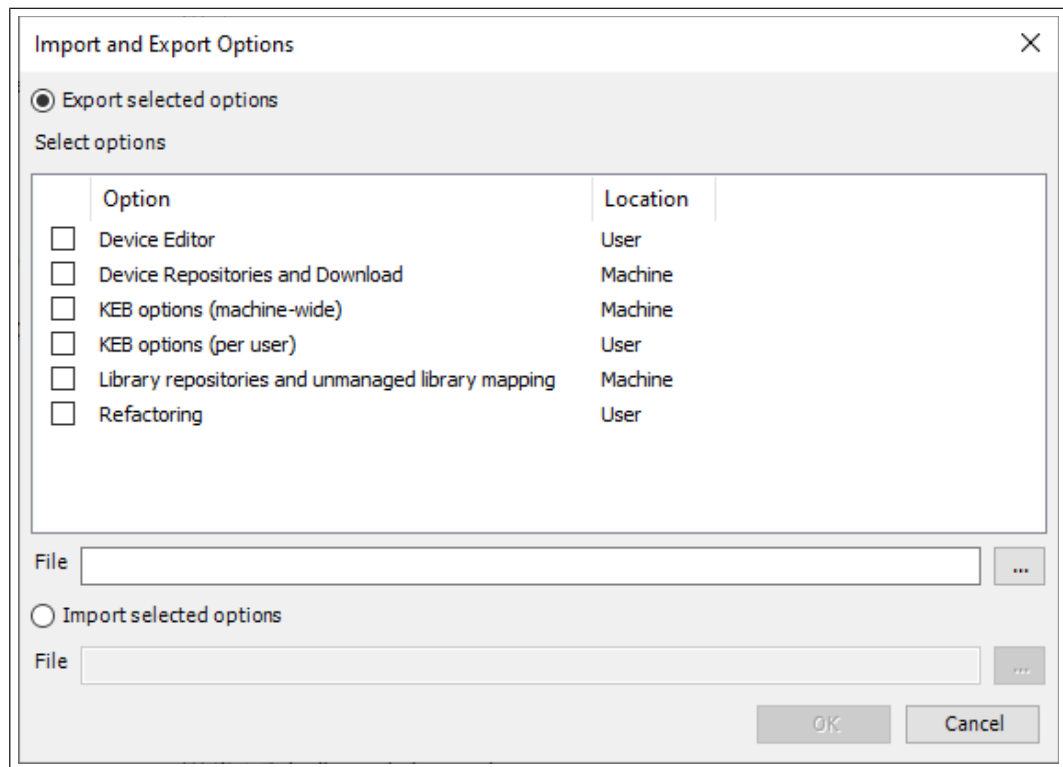 Import and Export Options
Export selected options
Select options
Option Location
Device Editor User
Device Repositories and Download Machine
KEB options (machine-wide) Machine
KEB options (per user) User
Library repositories and unmanaged library mapping Machine
Refactoring User
File ...
Import selected options
File ...
OK Cancel